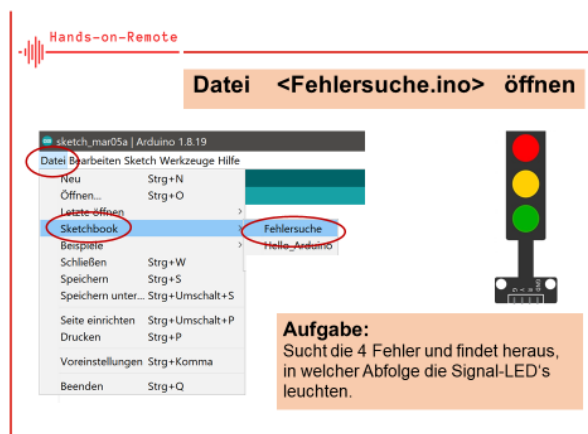 Hands-on-Remote
Datei <Fehlersuche.ino> öffnen
sketch_mar05a | Arduino 1.8.19
Datei Bearbeiten Sketch Werkzeuge Hilfe
Neu Strg+N
Öffnen... Strg+O
Letzte öffnen >
Sketchbook > Fehlersuche
Beispiele > Hello_Arduino
Schließen Strg+W
Speichern Strg+S
Speichern unter... Strg+Umschalt+S
Seite einrichten Strg+Umschalt+P
Drucken Strg+P
Voreinstellungen Strg+Komma
Beenden Strg+Q
GND
R
Y
G
Aufgabe:
Sucht die 4 Fehler und findet heraus,
in welcher Abfolge die Signal-LED's
leuchten.